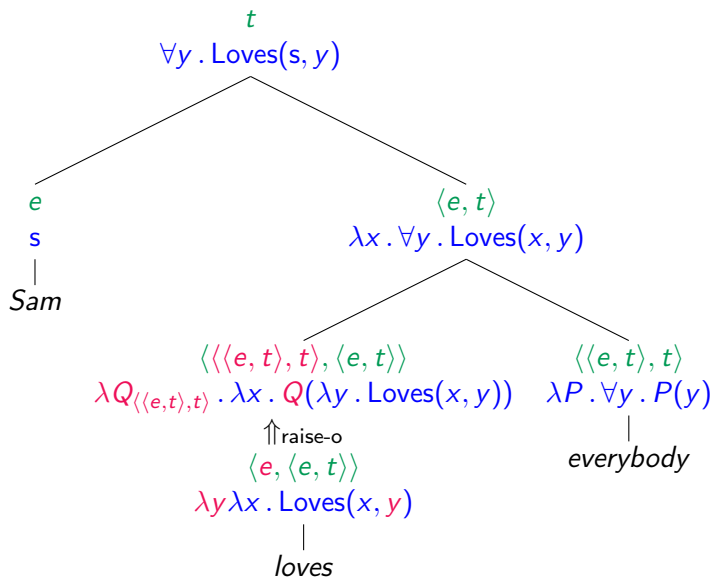 t
∀y . Loves(s, y)
e
s
Sam
⟨e, t⟩
λx . ∀y . Loves(x, y)
⟨⟨⟨e, t⟩, t⟩, ⟨e, t⟩⟩
λQ⟨⟨e,t⟩,t⟩ . λx . Q(λy . Loves(x, y))
⇑raise-o
⟨e, ⟨e, t⟩⟩
λyλx . Loves(x, y)
loves
⟨⟨e, t⟩, t⟩
λP . ∀y . P(y)
everybody